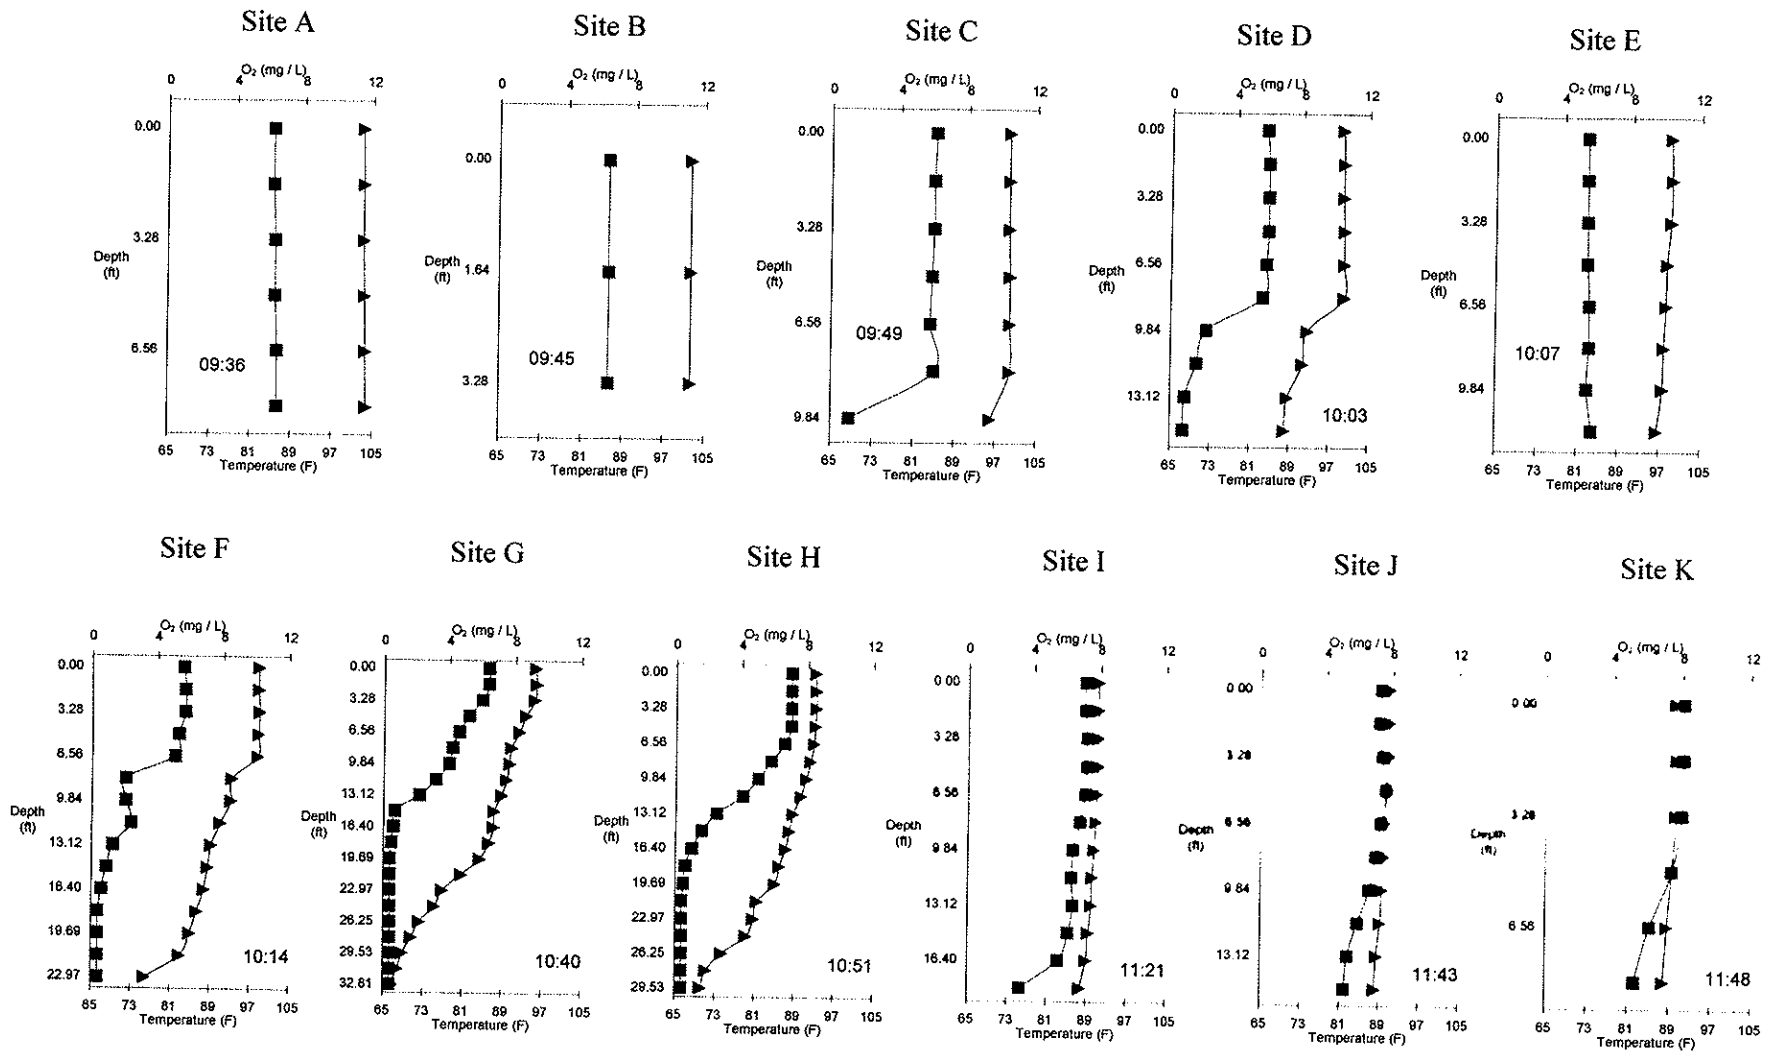 Site A
O₂ (mg / L)
0 4 8 12
0.00
3.28
Depth
(ft)
6.56
09:36
65 73 81 89 97 105
Temperature (F)
Site B
O₂ (mg / L)
0 4 8 12
0.00
Depth
(ft)
1.64
09:45
3.28
65 73 81 89 97 105
Temperature (F)
Site C
O₂ (mg / L)
0 4 8 12
0.00
3.28
Depth
(ft)
6.56
09:49
9.84
65 73 81 89 97 105
Temperature (F)
Site D
O₂ (mg / L)
0 4 8 12
0.00
3.28
Depth
(ft)
6.56
9.84
13.12
10:03
65 73 81 89 97 105
Temperature (F)
Site E
O₂ (mg / L)
0 4 8 12
0.00
3.28
Depth
(ft)
6.56
10:07
9.84
65 73 81 89 97 105
Temperature (F)
Site F
O₂ (mg / L)
0 4 8 12
0.00
3.28
6.56
9.84
Depth
(ft)
13.12
16.40
19.69
22.97
10:14
65 73 81 89 97 105
Temperature (F)
Site G
O₂ (mg / L)
0 4 8 12
0.00
3.28
6.56
9.84
13.12
Depth
(ft)
16.40
19.69
22.97
26.25
29.53
32.81
10:40
65 73 81 89 97 105
Temperature (F)
Site H
O₂ (mg / L)
0 4 8 12
0.00
3.28
6.56
9.84
13.12
Depth
(ft)
16.40
19.69
22.97
26.25
29.53
10:51
65 73 81 89 97 105
Temperature (F)
Site I
O₂ (mg / L)
0 4 8 12
0.00
3.28
6.56
Depth
(ft)
9.84
13.12
16.40
11:21
65 73 81 89 97 105
Temperature (F)
Site J
O₂ (mg / L)
0 4 8 12
0 00
3 28
6 56
6 56
Depth
(ft)
9.84
13.12
11:43
65 73 81 89 97 105
Temperature (F)
Site K
O₂ (mg / L)
0 4 8 12
0 00
3 28
Depth
(ft)
6 56
11:48
65 73 81 89 97 105
Temperature (F)